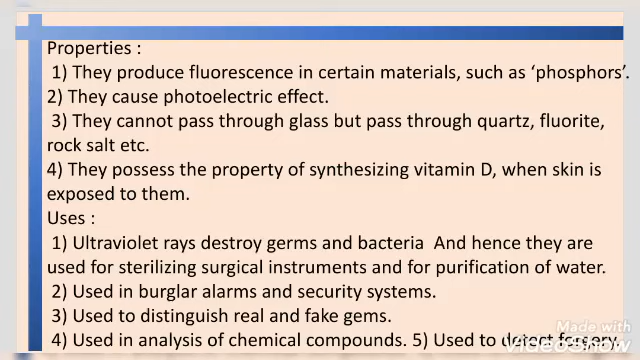 Properties :
1) They produce fluorescence in certain materials, such as ‘phosphors’.
2) They cause photoelectric effect.
3) They cannot pass through glass but pass through quartz, fluorite,
rock salt etc.
4) They possess the property of synthesizing vitamin D, when skin is
exposed to them.
Uses :
1) Ultraviolet rays destroy germs and bacteria And hence they are
used for sterilizing surgical instruments and for purification of water.
2) Used in burglar alarms and security systems.
3) Used to distinguish real and fake gems.
4) Used in analysis of chemical compounds. 5) Used to detect forgery.
Made with
VideoShow